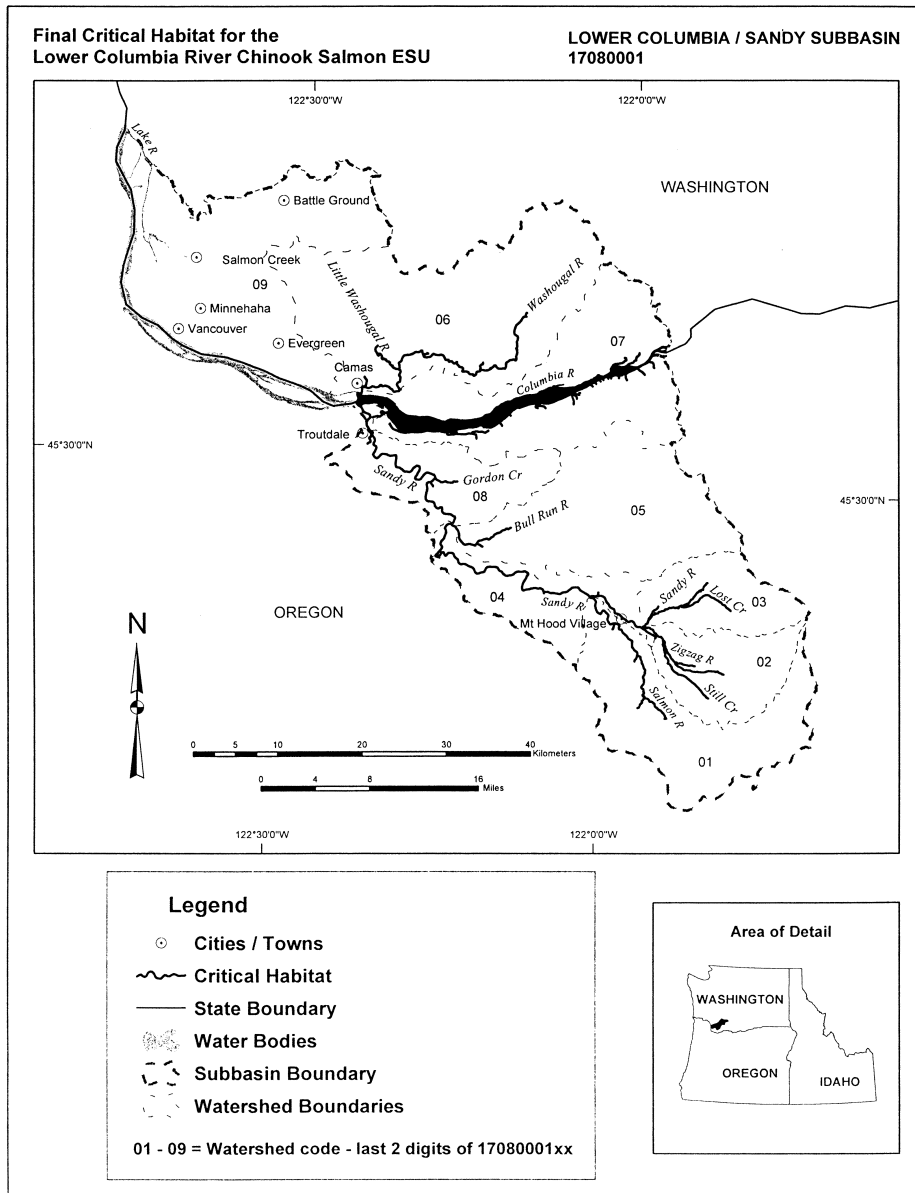 Final Critical Habitat for the
Lower Columbia River Chinook Salmon ESU
LOWER COLUMBIA / SANDY SUBBASIN
17080001
122°30'0"W
122°0'0"W
Lake R
WASHINGTON
Battle Ground
Salmon Creek
09
Little Washougal R
Washougal R
06
Minnehaha
Vancouver
Evergreen
07
Camas
Columbia R
Troutdale
45°30'0"N
Sandy R
Gordon Cr
08
45°30'0"N
Bull Run R
05
OREGON
04
Sandy R
Sandy R
Lost Cr
03
Mt Hood Village
Zigzag R
02
Still Cr
Salmon R
01
N
0 5 10 20 30 40
Kilometers
0 4 8 16
Miles
122°30'0"W
122°0'0"W
Legend
Cities / Towns
Critical Habitat
State Boundary
Water Bodies
Subbasin Boundary
Watershed Boundaries
01 - 09 = Watershed code - last 2 digits of 17080001xx
Area of Detail
WASHINGTON
OREGON
IDAHO